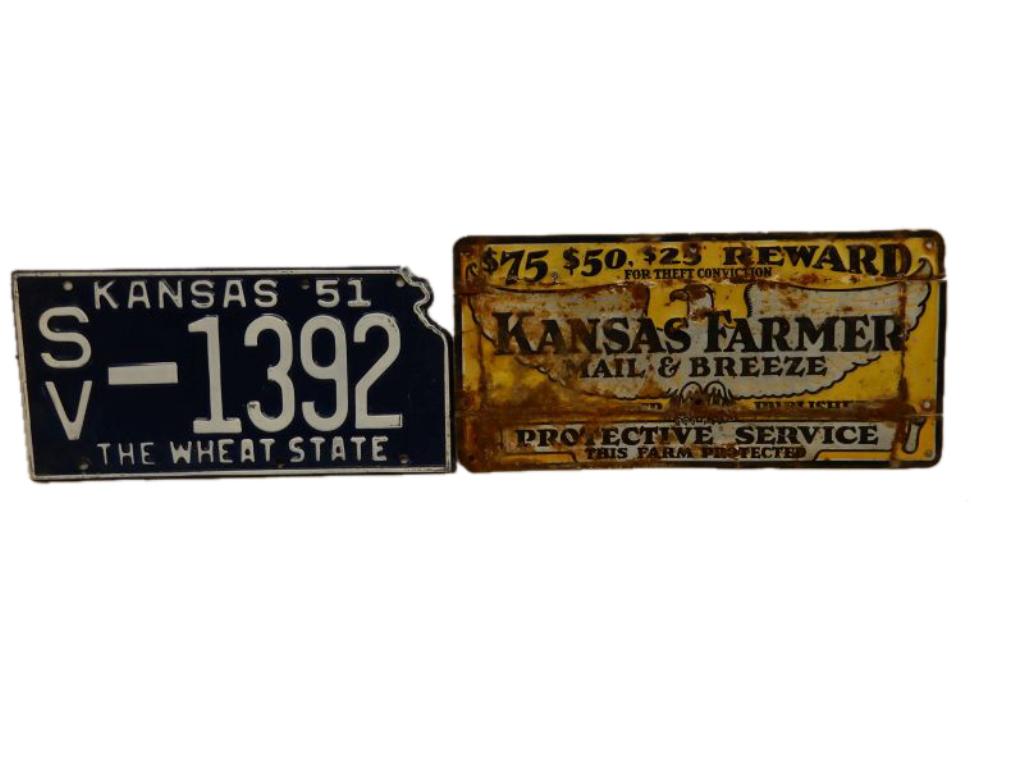 KANSAS 51
SV
-1392
THE WHEAT STATE
$75 $50, $25 REWARD
FOR THEFT CONVICTION
KANSAS FARMER
MAIL & BREEZE
PROTECTIVE SERVICE
THIS FARM PROTECTED